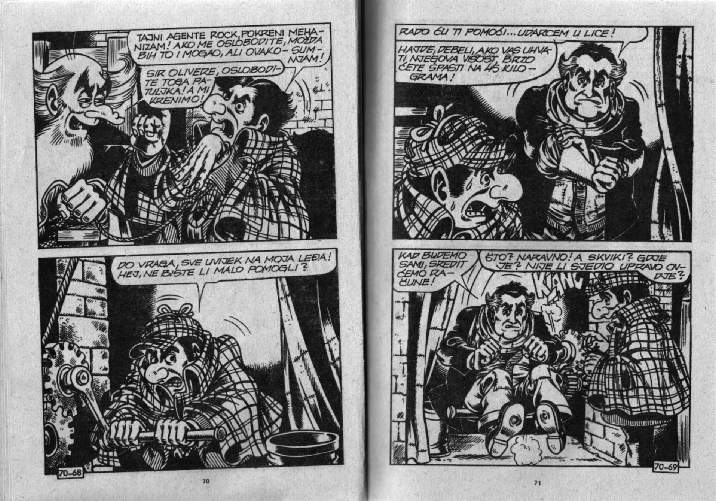 TAJNI AGENTE ROCK, POKRENI MEHA-
NIZAM! AKO ME OSLOBODITE, MOŽDA
BIH TO I MOGAO, ALI OVAKO - SUM-
NJAM!
SIR OLIVERE, OSLOBODI-
TE TOGA PA-
TULJKA! A MI
KRENIMO!
DO VRAGA, SVE UVIJEK NA MOJA LEĐA!
HEJ, NE BISTE LI MALO POMOGLI?
70-68
70
RADO ĆU TI POMOĆI... UDARCEM U LICE!
HAJDE, DEBELI, AKO VAS UHVA-
TI NJEGOVA VISOST, BRZO
ĆETE SPASTI NA 45 KILO-
GRAMA!
KAD BUDEMO
SAMI, SREDIT
ĆEMO RA-
ČUNE!
ŠTO? NARAVNO! A SKVIKI? GDJE
JE? NIJE LI SJEDIO UPRAVO OV-
DJE?
KLANG
70-69
71